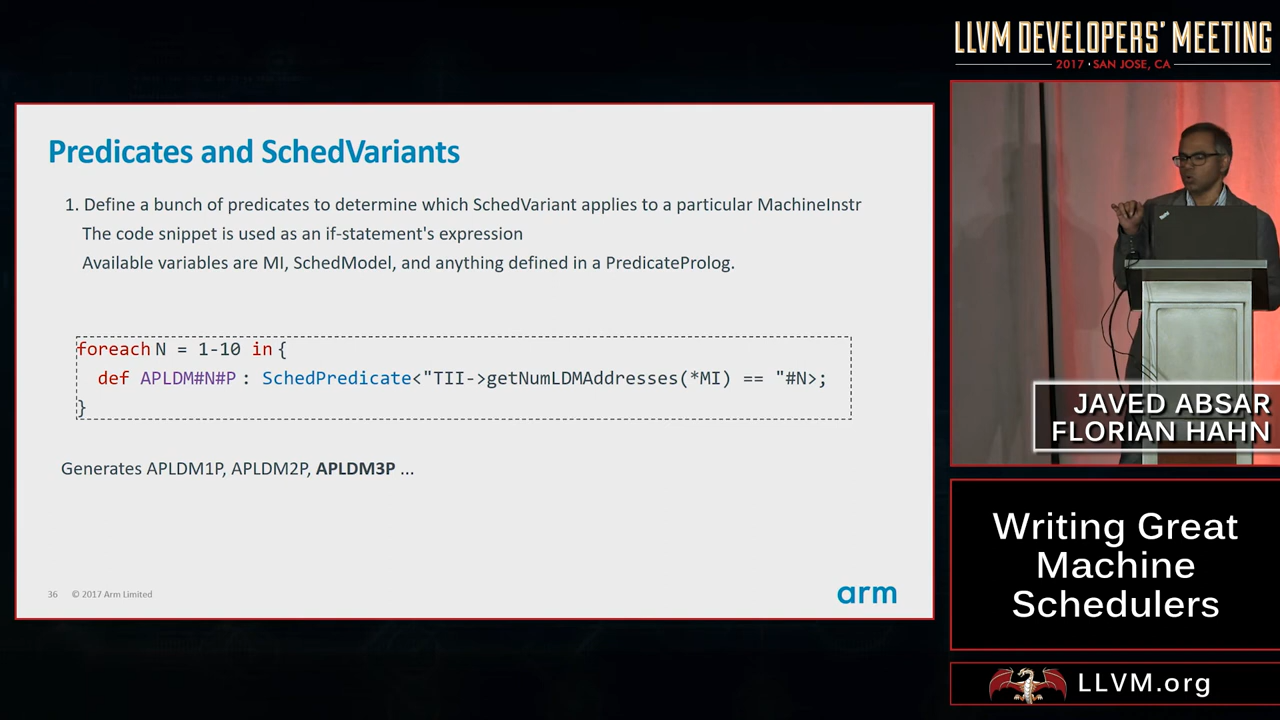 LLVM DEVELOPERS' MEETING
2017 · SAN JOSE, CA
Predicates and SchedVariants
1. Define a bunch of predicates to determine which SchedVariant applies to a particular MachineInstr
The code snippet is used as an if-statement's expression
Available variables are MI, SchedModel, and anything defined in a PredicateProlog.
foreach N = 1-10 in {
def APLDM#N#P : SchedPredicate<"TII->getNumLDMAddresses(*MI) == "#N>;
}
Generates APLDM1P, APLDM2P, APLDM3P ...
36 © 2017 Arm Limited
arm
JAVED ABSAR
FLORIAN HAHN
Writing Great
Machine
Schedulers
LLVM.org